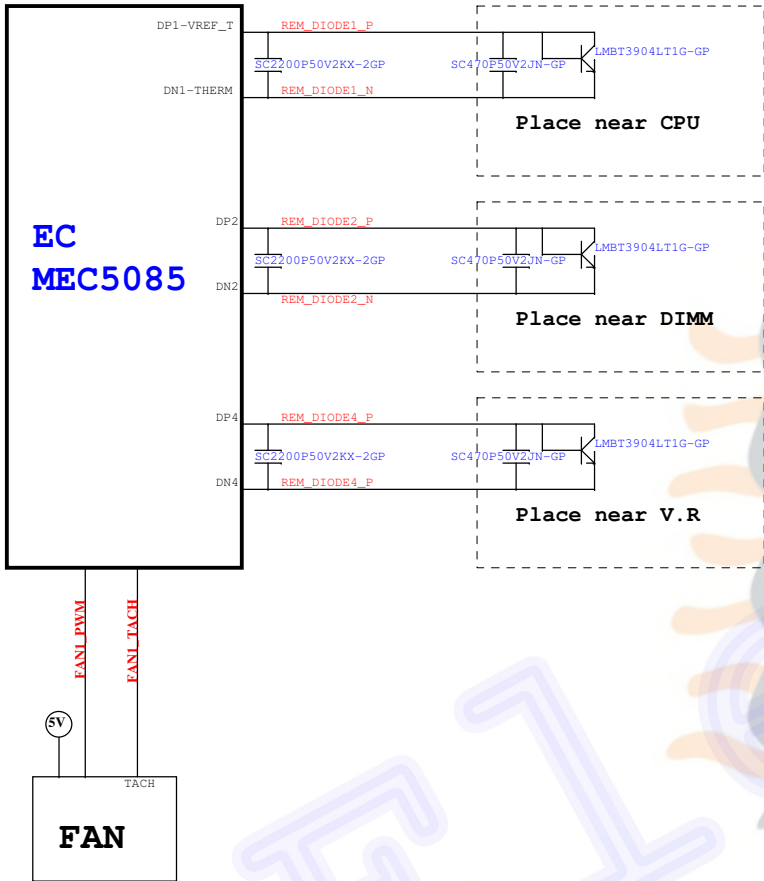 DP1-VREF_T
REM_DIODE1_P
LMBT3904LT1G-GP
SC2200P50V2KX-2GP
SC470P50V2JN-GP
DN1-THERM
REM_DIODE1_N
Place near CPU
DP2
REM_DIODE2_P
EC
MEC5085
LMBT3904LT1G-GP
SC2200P50V2KX-2GP
SC470P50V2JN-GP
DN2
REM_DIODE2_N
Place near DIMM
DP4
REM_DIODE4_P
LMBT3904LT1G-GP
SC2200P50V2KX-2GP
SC470P50V2JN-GP
DN4
REM_DIODE4_P
Place near V.R
FAN1_PWM
FAN1_TACH
5V
TACH
FAN